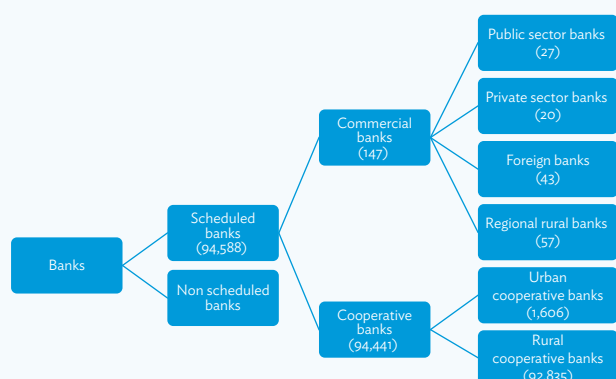 Banks
Scheduled
banks
(94,588)
Non scheduled
banks
Commercial
banks
(147)
Cooperative
banks
(94,441)
Public sector banks
(27)
Private sector banks
(20)
Foreign banks
(43)
Regional rural banks
(57)
Urban
cooperative banks
(1,606)
Rural
cooperative banks
(92,835)